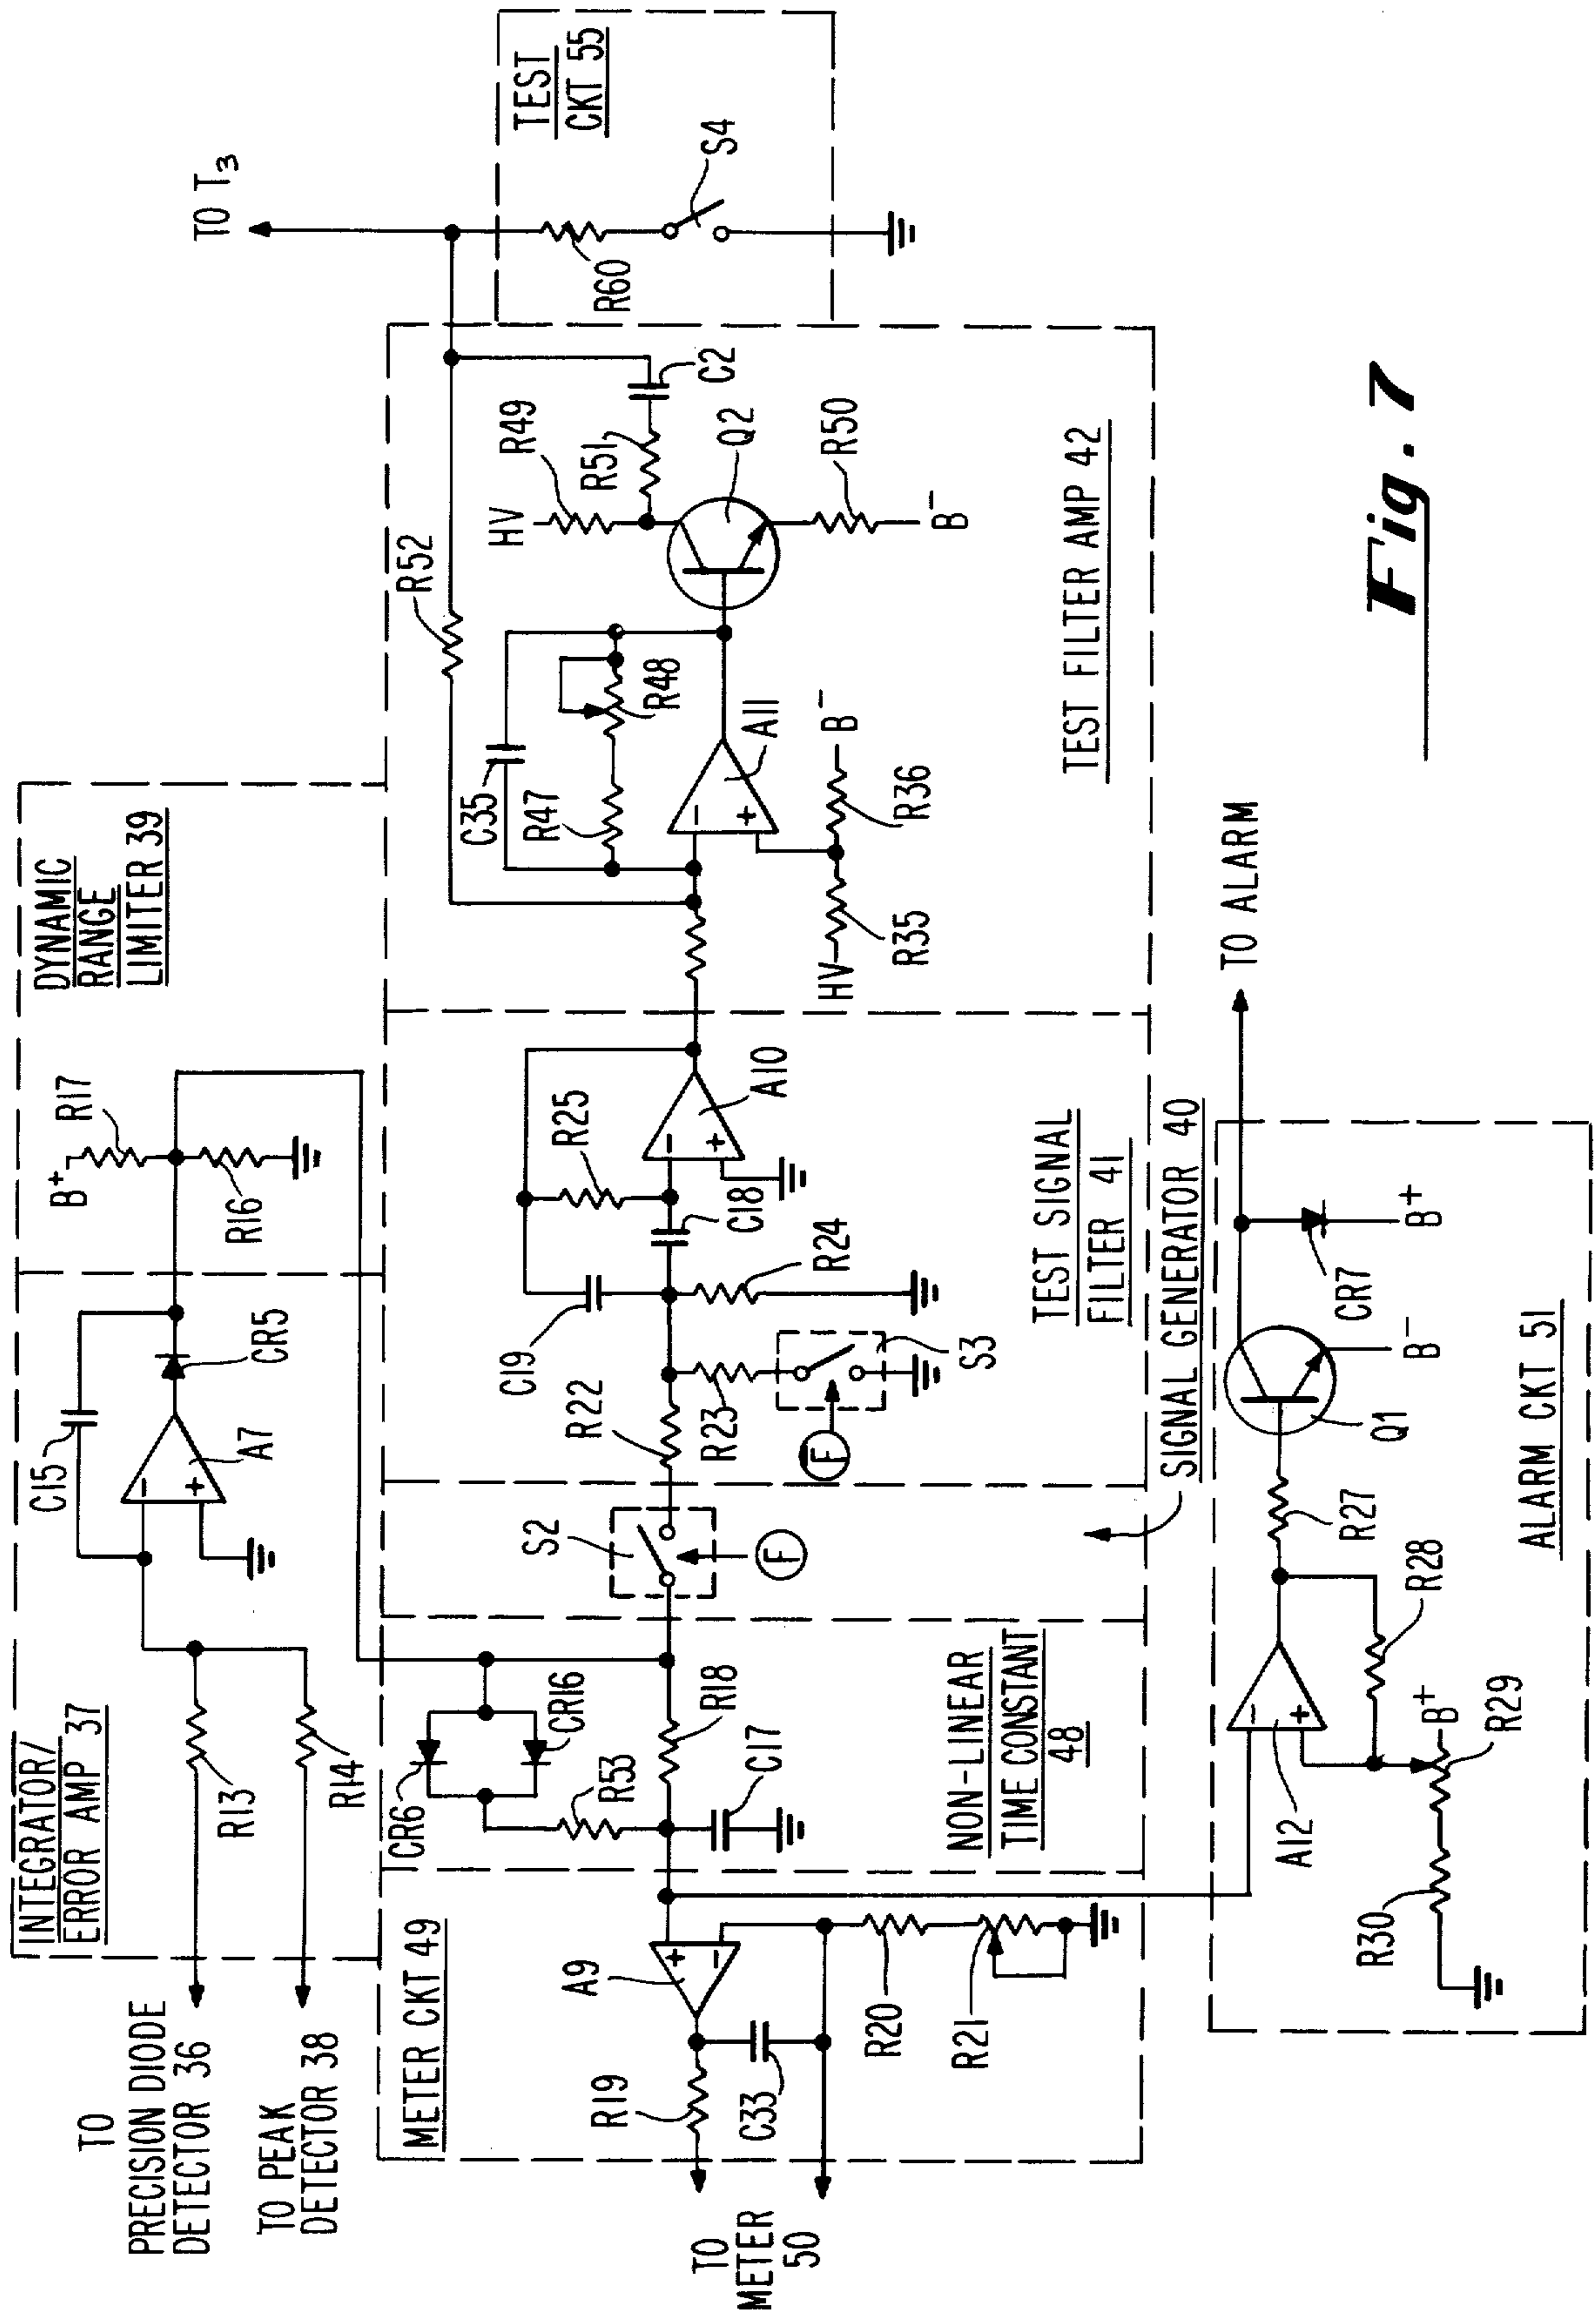 TO
PRECISION DIODE
DETECTOR 36
TO PEAK
DETECTOR 38
INTEGRATOR/
ERROR AMP 37
R13
R14
C15
A7
CR5
DYNAMIC
RANGE
LIMITER 39
B+
R17
R16
TO T3
TEST
CKT 55
R60
S4
METER CKT 49
TO
METER
50
R19
C33
A9
+
−
R20
R21
CR6
CR16
R53
R18
C17
NON-LINEAR
TIME CONSTANT
48
S2
F
SIGNAL GENERATOR 40
R22
R23
F
S3
C19
R24
C18
R25
A10
−
+
TEST SIGNAL
FILTER 41
R52
C35
R47
R48
A11
−
+
HV
R35
R36
B−
HV
R49
R51
C2
Q2
R50
B−
TEST FILTER AMP 42
R30
R29
B+
A12
−
+
R28
R27
Q1
B−
CR7
B+
TO ALARM
ALARM CKT 51
−
+
Fig. 7